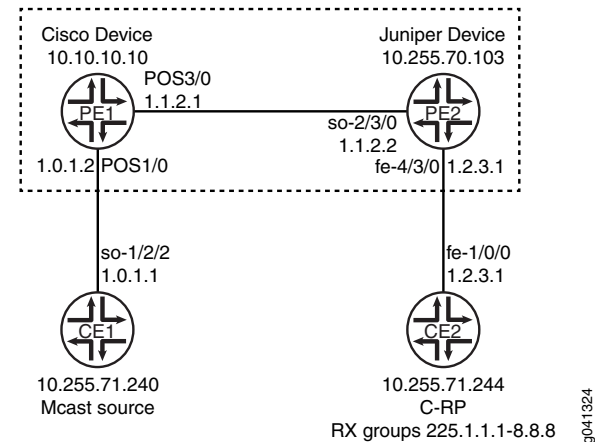 Cisco Device
10.10.10.10
Juniper Device
10.255.70.103
POS3/0
1.1.2.1
PE1
PE2
so-2/3/0
1.1.2.2
1.0.1.2 POS1/0
fe-4/3/0 1.2.3.1
so-1/2/2
1.0.1.1
fe-1/0/0
1.2.3.1
CE1
CE2
10.255.71.240
Mcast source
10.255.71.244
C-RP
RX groups 225.1.1.1-8.8.8
g041324